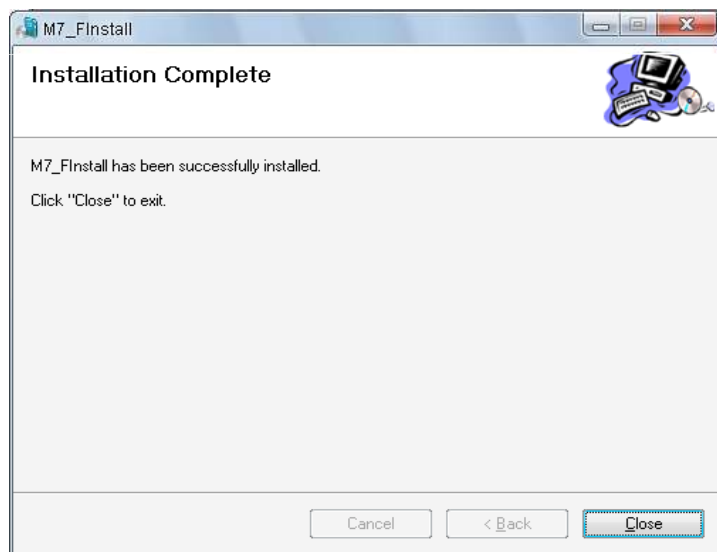 M7_FInstall
Installation Complete
M7_FInstall has been successfully installed.
Click "Close" to exit.
Cancel
< Back
Close